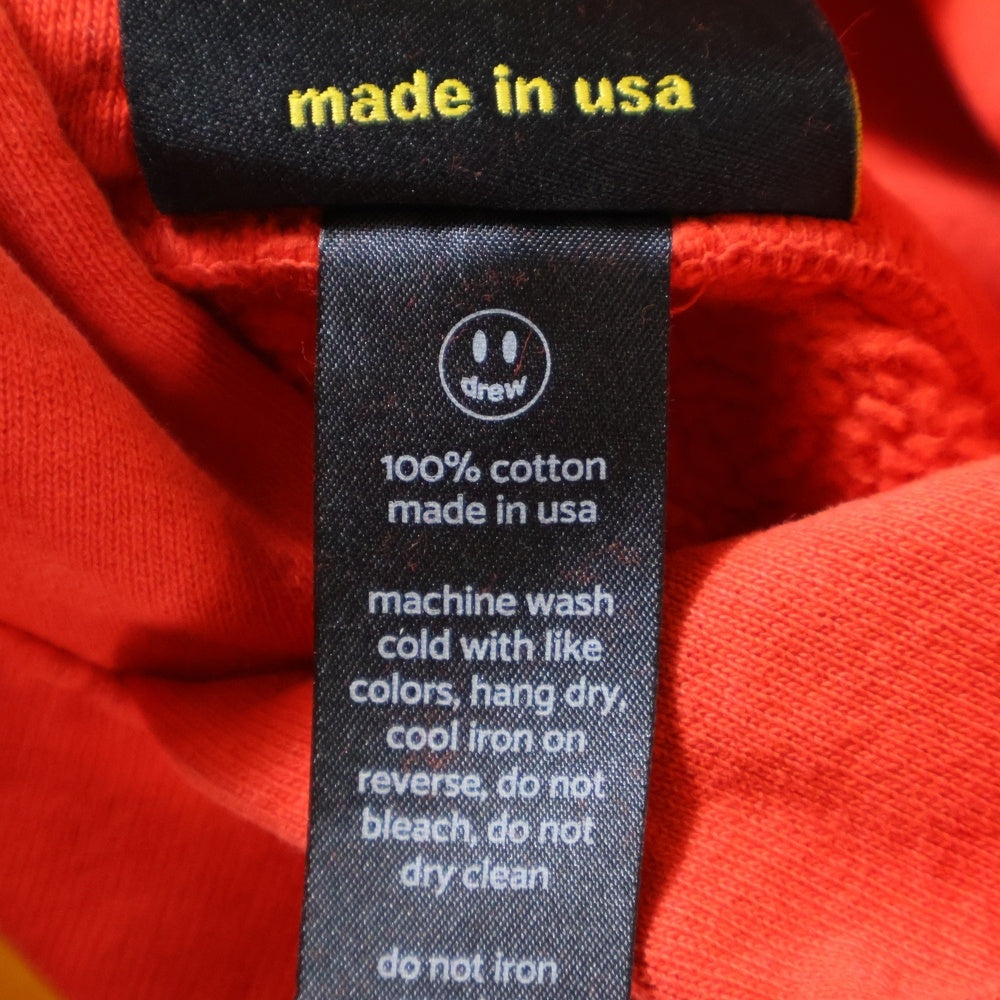 made in usa
drew
100% cotton
made in usa
machine wash
cold with like
colors, hang dry,
cool iron on
reverse, do not
bleach, do not
dry clean
do not iron